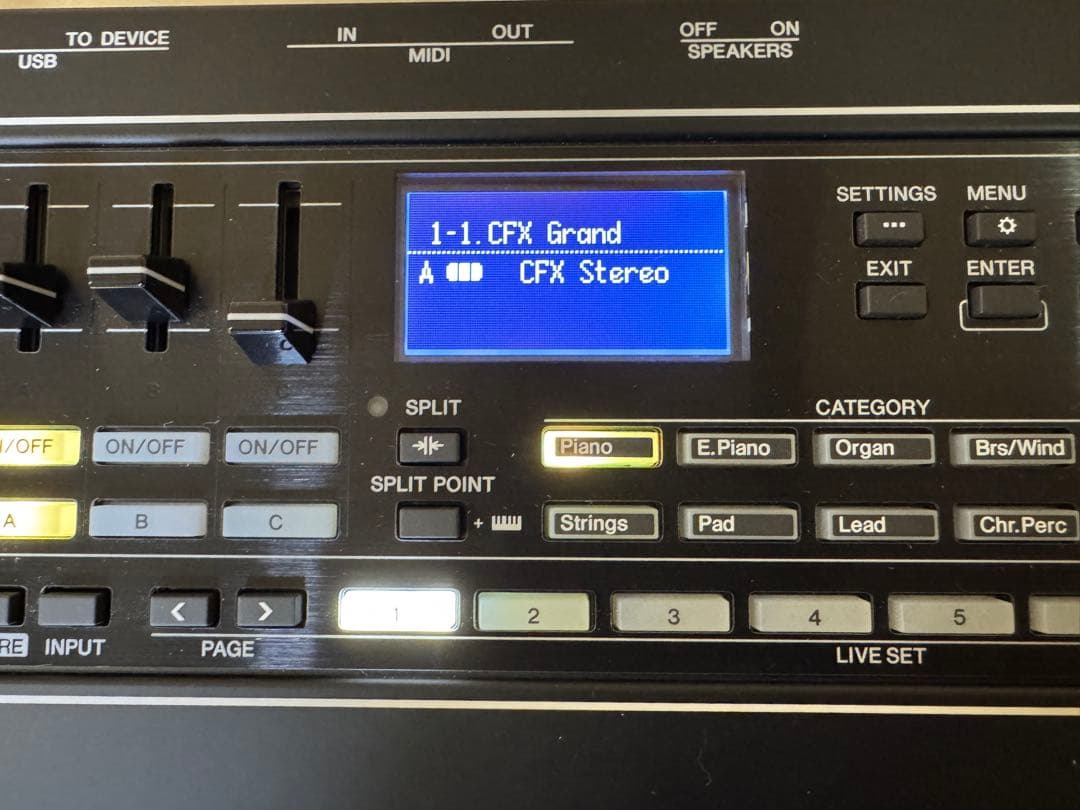 TO DEVICE
USB
IN OUT
MIDI
OFF ON
SPEAKERS
1-1.CFX Grand
A CFX Stereo
SETTINGS MENU
EXIT ENTER
C
SPLIT
CATEGORY
/OFF ON/OFF ON/OFF
Piano E.Piano Organ Brs/Wind
SPLIT POINT
A B C
+
Strings Pad Lead Chr.Perc
< > 1 2 3 4 5
RE INPUT PAGE
LIVE SET